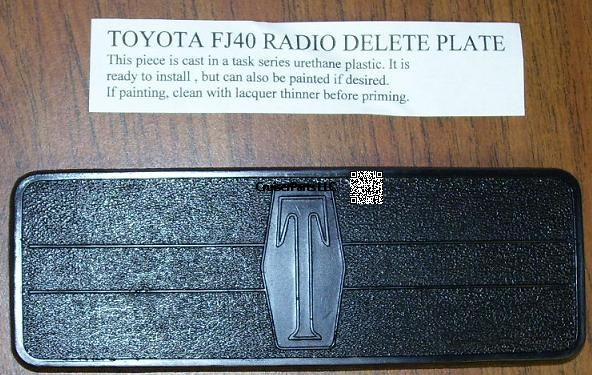 TOYOTA FJ40 RADIO DELETE PLATE
This piece is cast in a task series urethane plastic. It is
ready to install , but can also be painted if desired.
If painting, clean with lacquer thinner before priming.
CruiserPartsLLC
T